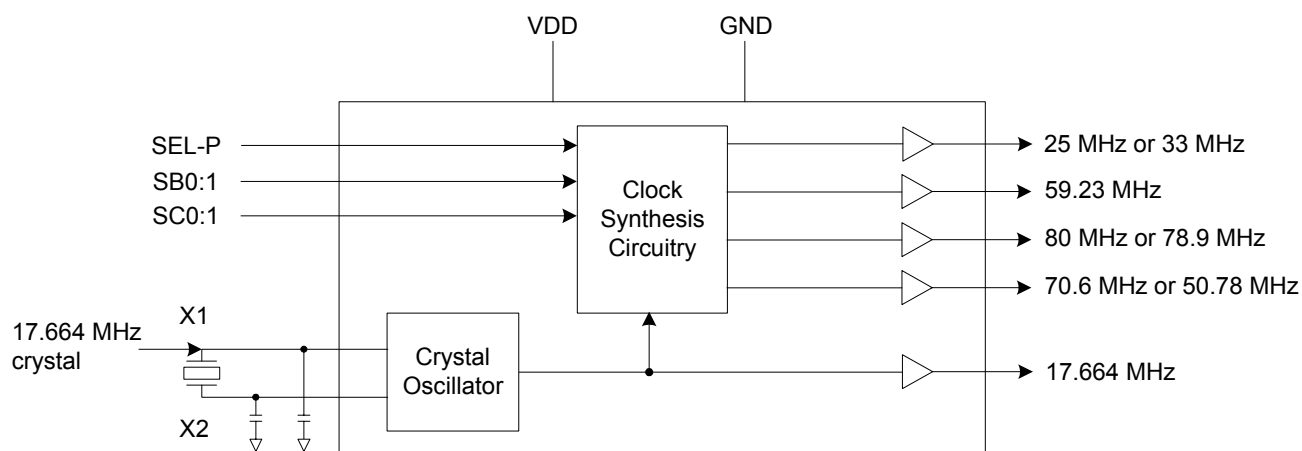 VDD
GND
SEL-P
SB0:1
SC0:1
Clock
Synthesis
Circuitry
25 MHz or 33 MHz
59.23 MHz
80 MHz or 78.9 MHz
70.6 MHz or 50.78 MHz
X1
17.664 MHz
crystal
X2
Crystal
Oscillator
17.664 MHz